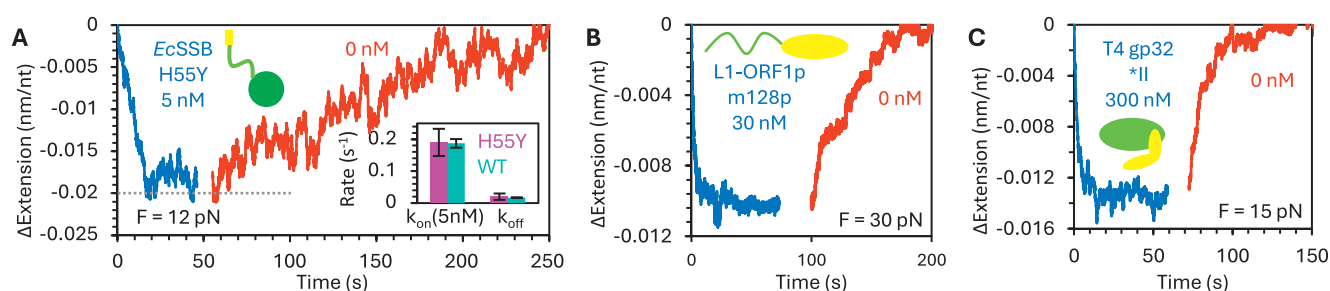 A
ΔExtension (nm/nt)
0
-0.005
-0.01
-0.015
-0.02
-0.025
EcSSB
H55Y
5 nM
0 nM
F = 12 pN
Rate (s⁻¹)
0.2
0
H55Y
WT
kon(5nM)
koff
0 50 100 150 200 250
Time (s)
B
ΔExtension (nm/nt)
0
-0.004
-0.008
-0.012
L1-ORF1p
m128p
30 nM
0 nM
F = 30 pN
0 100 200
Time (s)
C
ΔExtension (nm/nt)
0
-0.004
-0.008
-0.012
-0.016
T4 gp32
*II
300 nM
0 nM
F = 15 pN
0 50 100 150
Time (s)